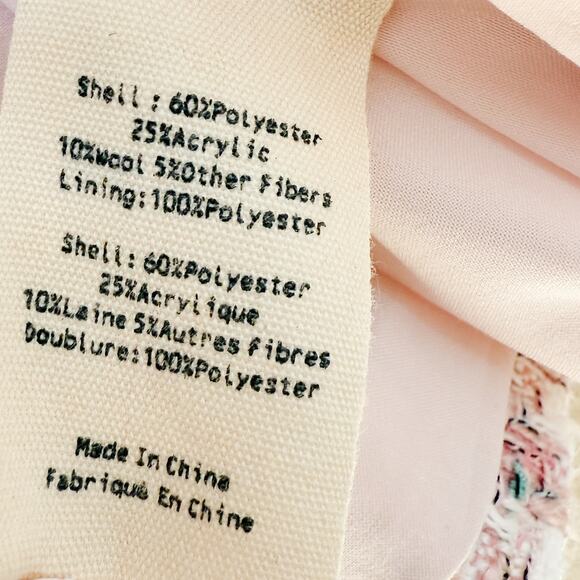 Shell : 60%Polyester
25%Acrylic
10%Wool 5%Other Fibers
Lining:100%Polyester
Shell: 60%Polyester
25%Acrylique
10%Laine 5%Autres Fibres
Doublure:100%Polyester
Made In China
Fabriqué En Chine